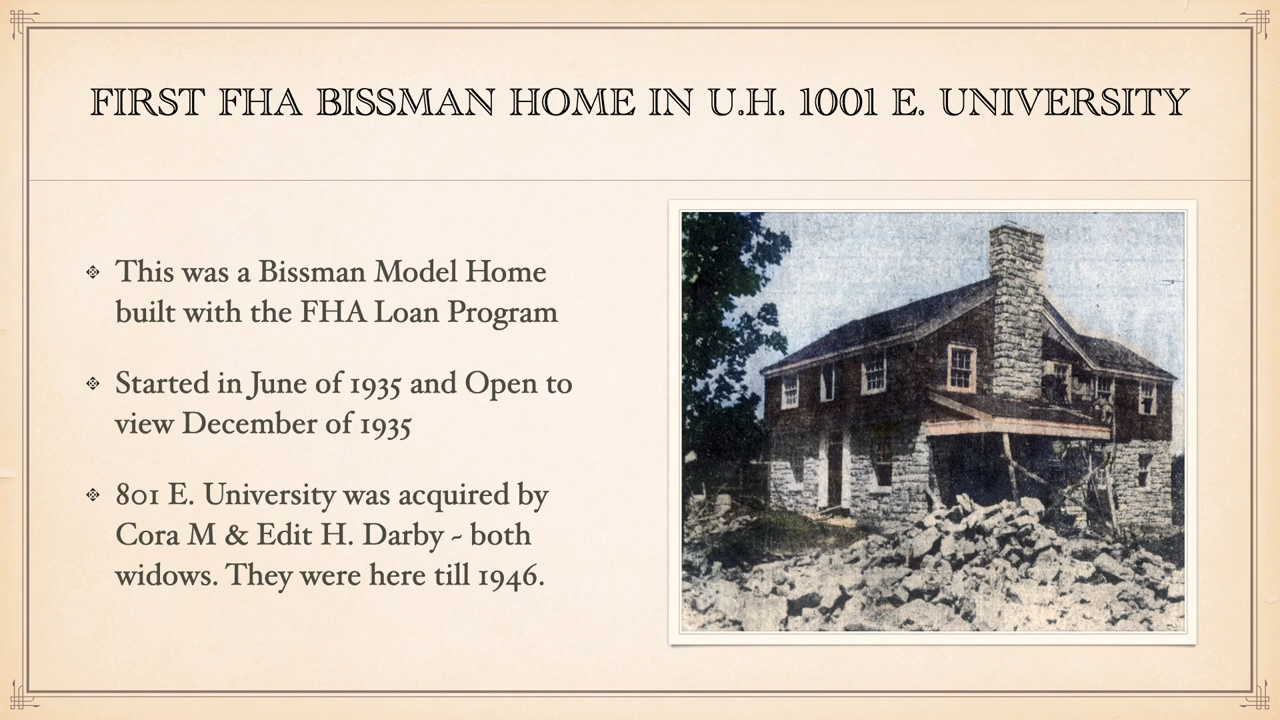 FIRST FHA BISSMAN HOME IN U.H. 1001 E. UNIVERSITY
This was a Bissman Model Home
built with the FHA Loan Program
Started in June of 1935 and Open to
view December of 1935
801 E. University was acquired by
Cora M & Edit H. Darby ~ both
widows. They were here till 1946.